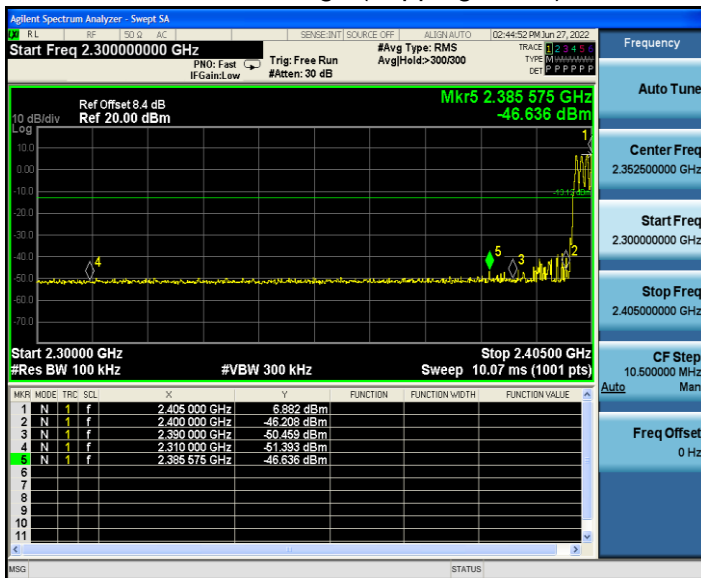 Agilent Spectrum Analyzer - Swept SA
LXI RL RF 50 Ω AC SENSE:INT SOURCE OFF ALIGN AUTO 02:44:52 PM Jun 27, 2022
Start Freq 2.300000000 GHz
PNO: Fast
IFGain:Low
Trig: Free Run
#Atten: 30 dB
#Avg Type: RMS
Avg|Hold:>300/300
TRACE 1 2 3 4 5 6
TYPE M
DET P P P P P P
Mkr5 2.385 575 GHz
-46.636 dBm
Ref Offset 8.4 dB
10 dB/div Ref 20.00 dBm
Log
10.0
0.00
-10.0
-20.0
-30.0
-40.0
-50.0
-60.0
-70.0
1
2
3
4
5
Start 2.30000 GHz Stop 2.40500 GHz
#Res BW 100 kHz #VBW 300 kHz Sweep 10.07 ms (1001 pts)
MKR MODE TRC SCL X Y FUNCTION FUNCTION WIDTH FUNCTION VALUE
1 N 1 f 2.405 000 GHz 6.882 dBm
2 N 1 f 2.400 000 GHz -46.208 dBm
3 N 1 f 2.390 000 GHz -50.459 dBm
4 N 1 f 2.310 000 GHz -51.393 dBm
5 N 1 f 2.385 575 GHz -46.636 dBm
6
7
8
9
10
11
MSG STATUS
Frequency
Auto Tune
Center Freq
2.352500000 GHz
Start Freq
2.300000000 GHz
Stop Freq
2.405000000 GHz
CF Step
10.500000 MHz
Auto Man
Freq Offset
0 Hz